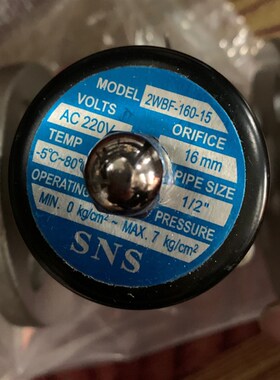 MODEL 2WBF-160-15
VOLTS ORIFICE
AC 220V 16 mm
TEMP PIPE SIZE
-5℃~80℃ 1/2"
OPERATING PRESSURE
MIN. 0 kg/cm² ~ MAX. 7 kg/cm²
SNS